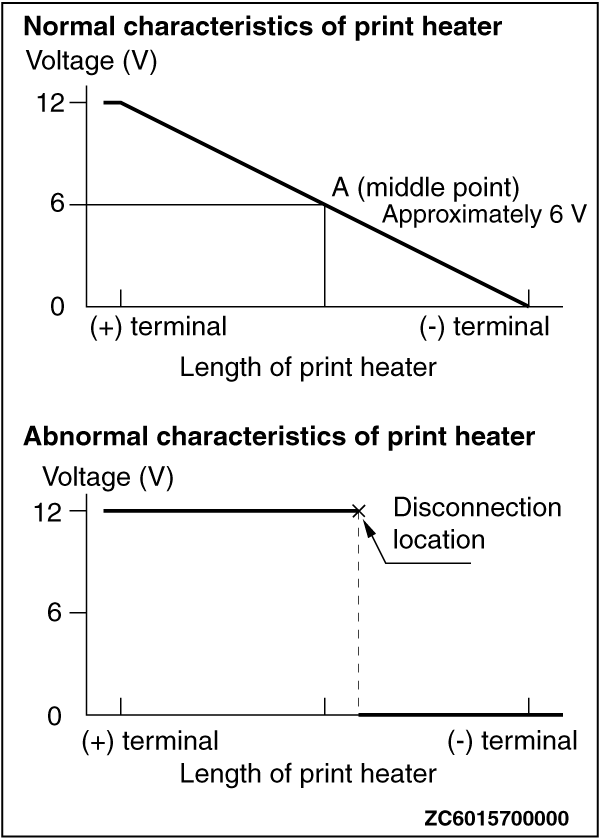 Normal characteristics of print heater
Voltage (V)
12
A (middle point)
6
Approximately 6 V
0
(+) terminal
(-) terminal
Length of print heater
Abnormal characteristics of print heater
Voltage (V)
12
Disconnection
location
6
0
(+) terminal
(-) terminal
Length of print heater
ZC6015700000